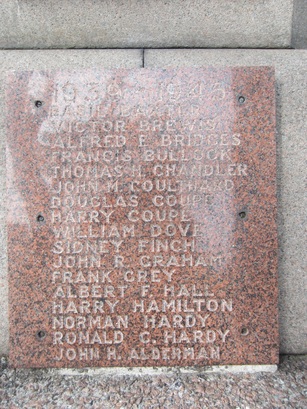 1939 - 1945
VICTOR BREWIS
ALFRED E. BRIDGES
FRANCIS BULLOCK
THOMAS H. CHANDLER
JOHN M. COULTHARD
DOUGLAS COUPE
HARRY COUPE
WILLIAM DOVE
SIDNEY FINCH
JOHN R. GRAHAM
FRANK GREY
ALBERT F. HALL
HARRY HAMILTON
NORMAN HARDY
RONALD C. HARDY
JOHN H. ALDERMAN